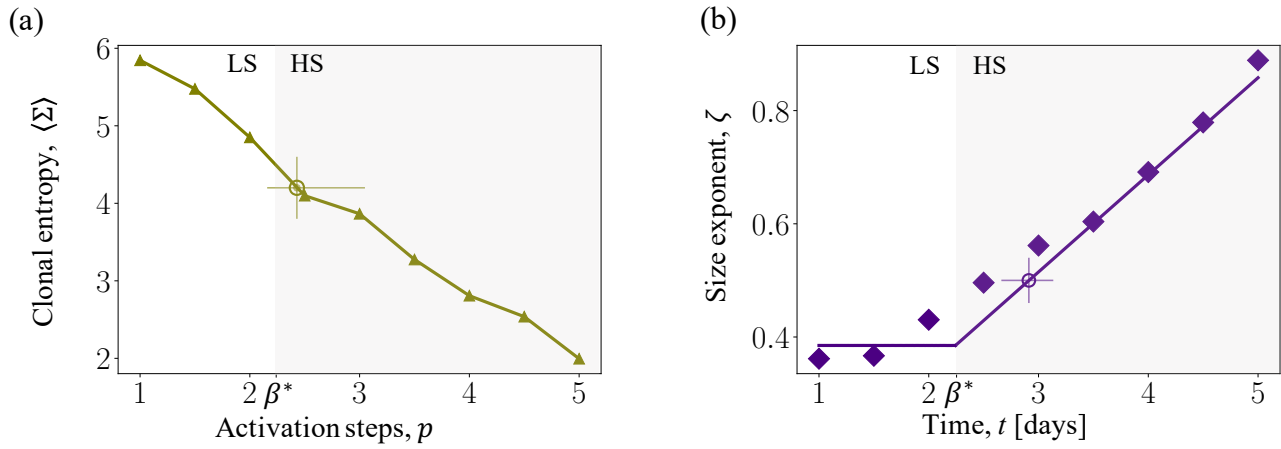 (a)
Clonal entropy, ⟨Σ⟩
6
5
4
3
2
LS HS
1 2 β* 3 4 5
Activation steps, p
(b)
Size exponent, ζ
0.8
0.6
0.4
LS HS
1 2 β* 3 4 5
Time, t [days]